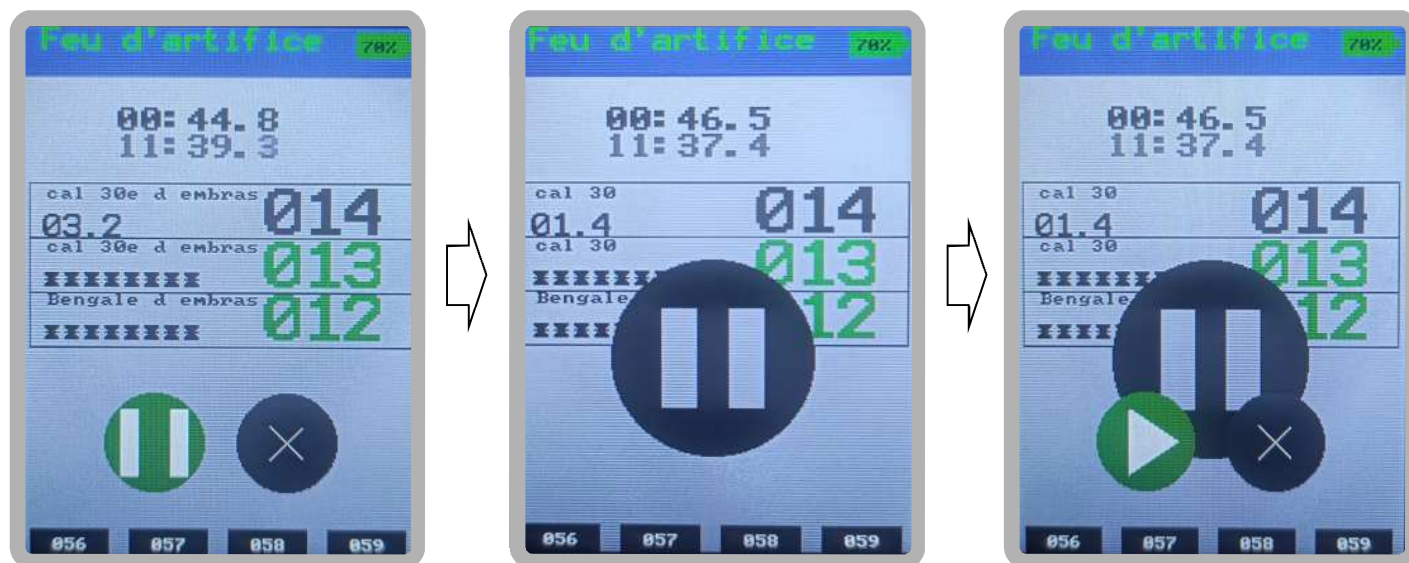 Feu d'artifice 70%
00:44.8
11:39.3
cal 30e d embras 014
03.2
cal 30e d embras 013
Bengale d embras 012
056 057 058 059
Feu d'artifice 70%
00:46.5
11:37.4
cal 30 014
01.4
cal 30 013
Bengale 12
056 057 058 059
Feu d'artifice 70%
00:46.5
11:37.4
cal 30 014
01.4
cal 30 013
Bengale 12
056 057 058 059